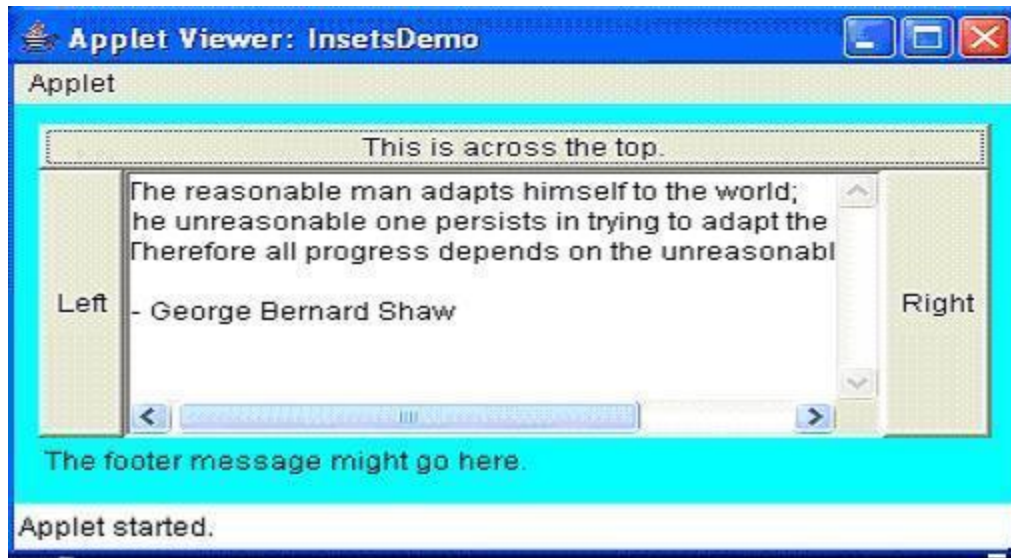 Applet Viewer: InsetsDemo
Applet
This is across the top.
The reasonable man adapts himself to the world;
he unreasonable one persists in trying to adapt the
Therefore all progress depends on the unreasonabl
Left
- George Bernard Shaw
Right
The footer message might go here.
Applet started.